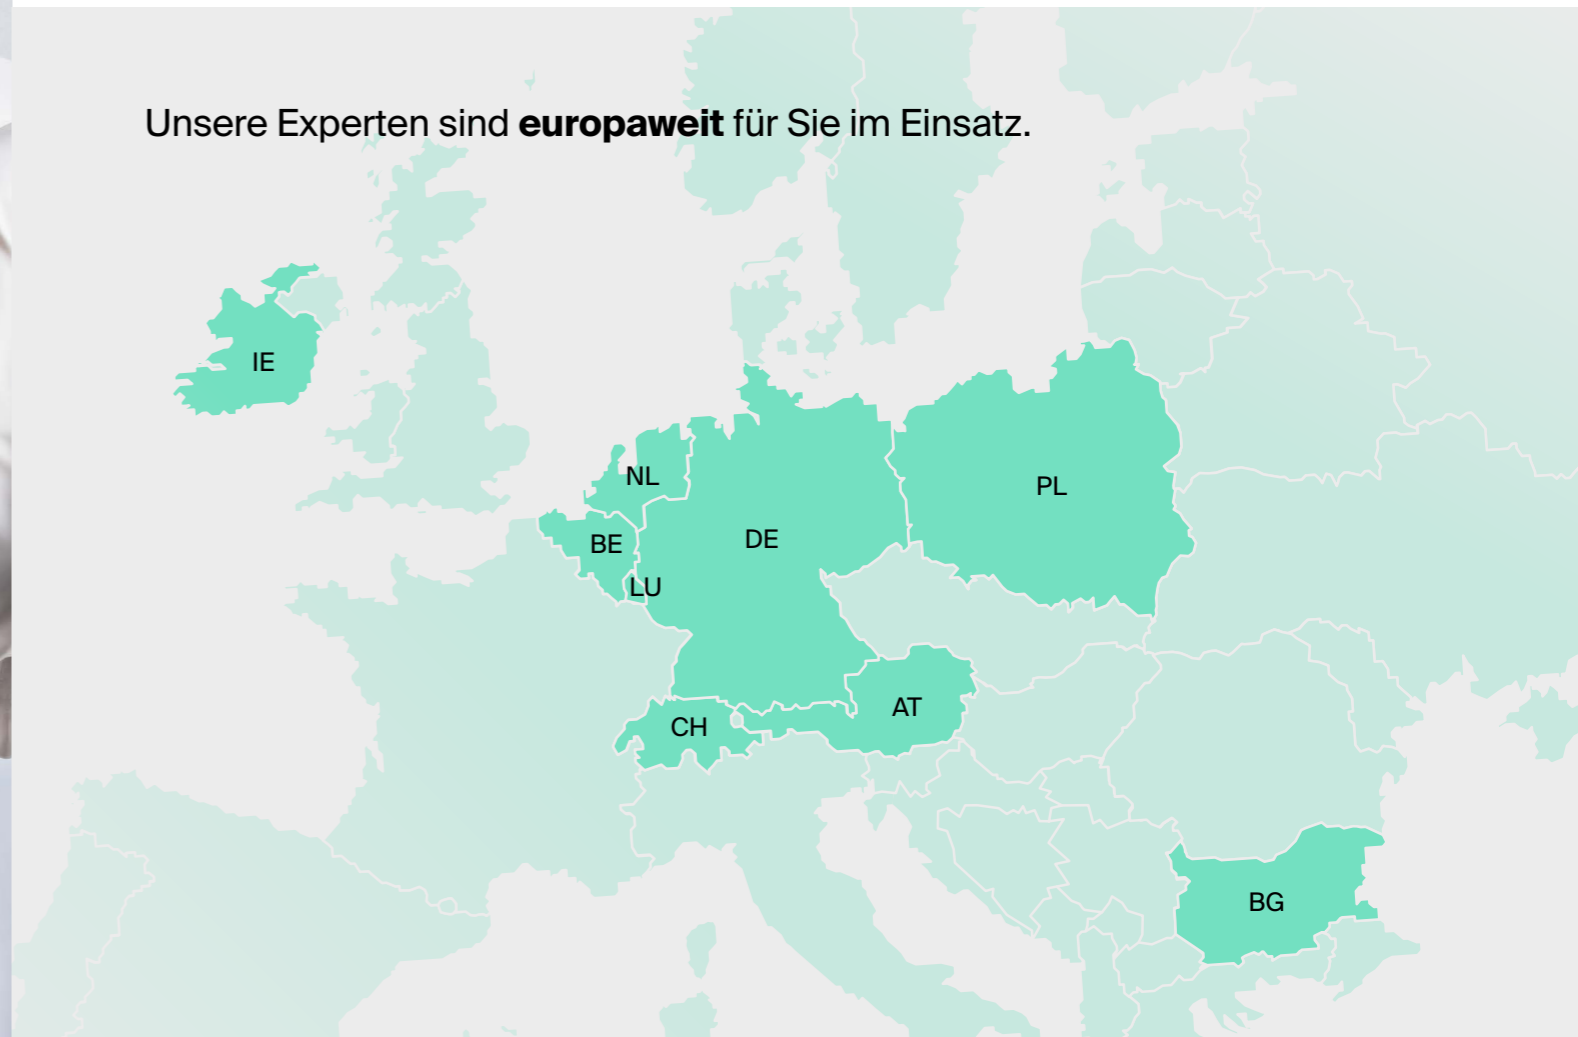 Unsere Experten sind europaweit für Sie im Einsatz.
IE
NL
PL
BE
DE
LU
AT
CH
BG